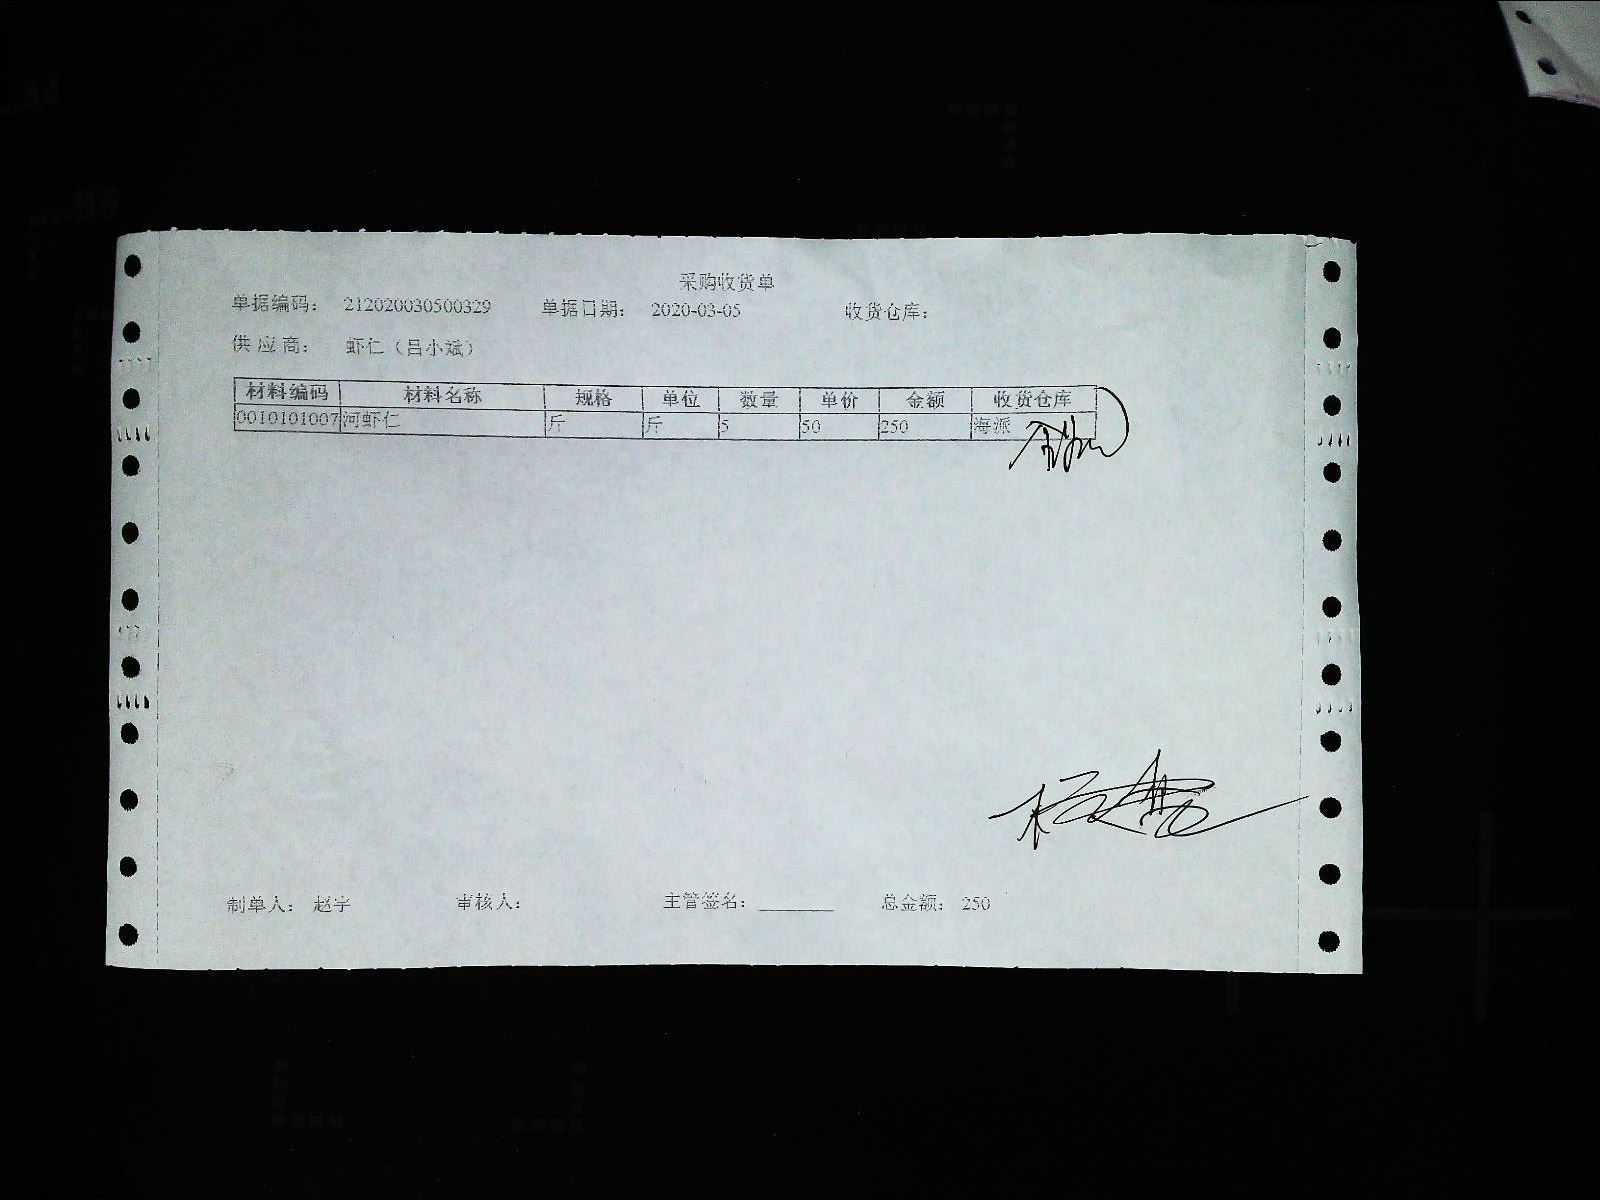 采购收货单
单据编码： 212020030500329 单据日期： 2020-03-05 收货仓库：
供应商： 虾仁（吕小斌）
材料编码 材料名称 规格 单位 数量 单价 金额 收货仓库
0010101007 河虾仁 斤 斤 5 50 250 海派
制单人： 赵宇 审核人： 主管签名：________ 总金额： 250